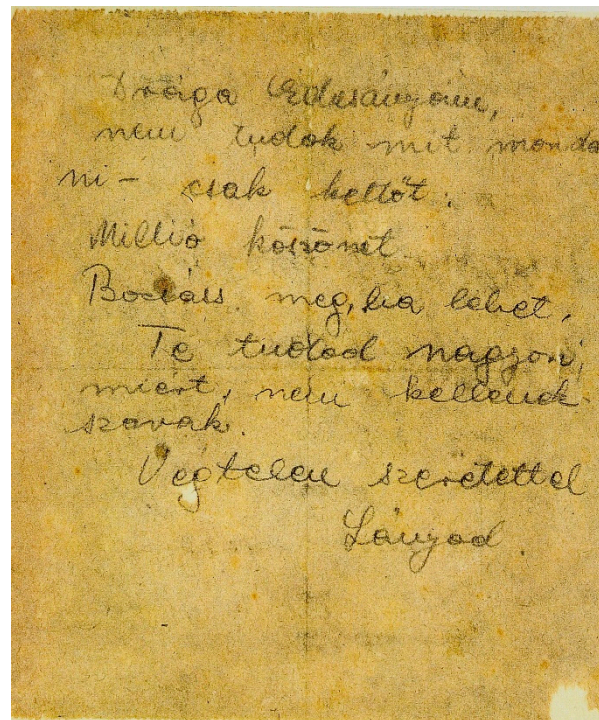 Drága Édesanyám,
nem tudok mit monda
ni - csak kettőt:
Millió köszönet.
Bocsáss meg, ha lehet.
Te tudod nagyon,
miért, nem kellenek
szavak.
Végtelen szeretettel
Lányod.